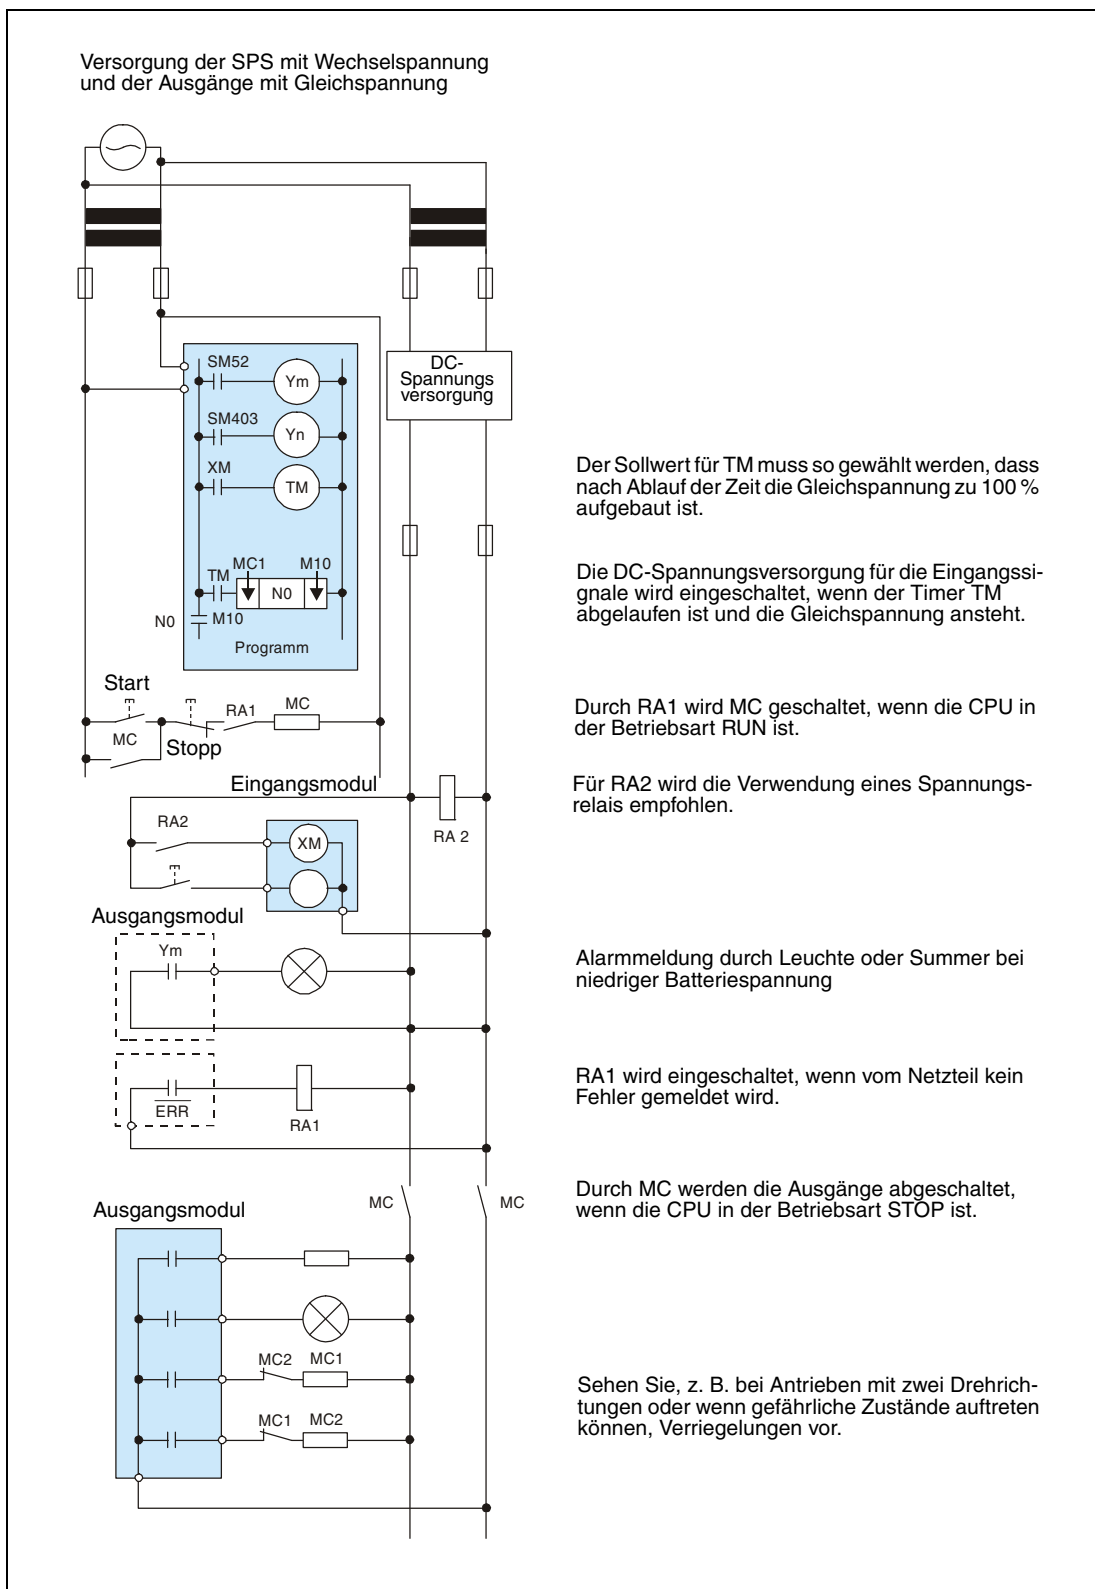 Versorgung der SPS mit Wechselspannung
und der Ausgänge mit Gleichspannung
SM52
Ym
DC-
Spannungs
versorgung
SM403
Yn
XM
TM
Der Sollwert für TM muss so gewählt werden, dass
nach Ablauf der Zeit die Gleichspannung zu 100 %
aufgebaut ist.
MC1
M10
TM
N0
N0
M10
Programm
Die DC-Spannungsversorgung für die Eingangssi-
gnale wird eingeschaltet, wenn der Timer TM
abgelaufen ist und die Gleichspannung ansteht.
Start
RA1
MC
MC
Stopp
Durch RA1 wird MC geschaltet, wenn die CPU in
der Betriebsart RUN ist.
Eingangsmodul
Für RA2 wird die Verwendung eines Spannungs-
relais empfohlen.
RA2
XM
RA 2
Ausgangsmodul
Ym
Alarmmeldung durch Leuchte oder Summer bei
niedriger Batteriespannung
ERR
RA1
RA1 wird eingeschaltet, wenn vom Netzteil kein
Fehler gemeldet wird.
MC
MC
Durch MC werden die Ausgänge abgeschaltet,
wenn die CPU in der Betriebsart STOP ist.
Ausgangsmodul
MC2
MC1
MC1
MC2
Sehen Sie, z. B. bei Antrieben mit zwei Drehrich-
tungen oder wenn gefährliche Zustände auftreten
können, Verriegelungen vor.